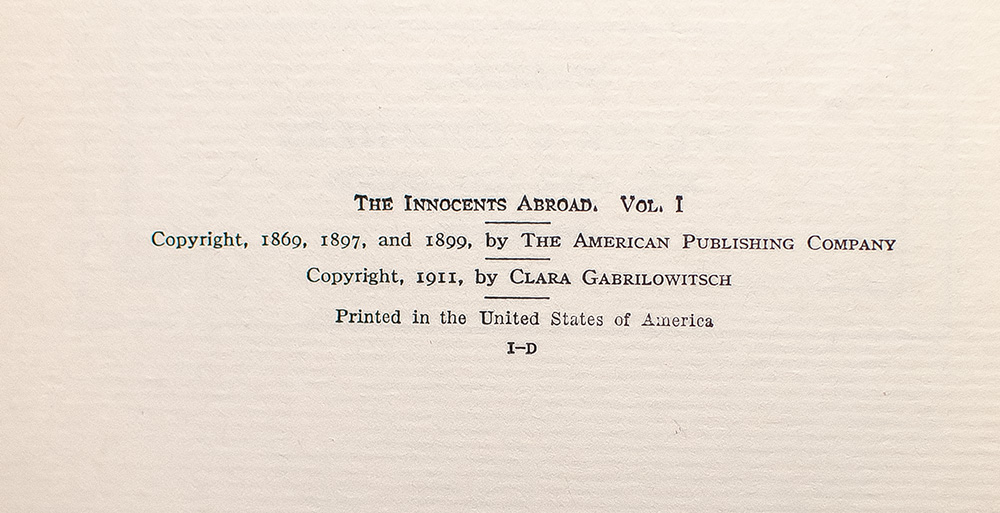 The Innocents Abroad. Vol. I
Copyright, 1869, 1897, and 1899, by The American Publishing Company
Copyright, 1911, by Clara Gabrilowitsch
Printed in the United States of America
I–D